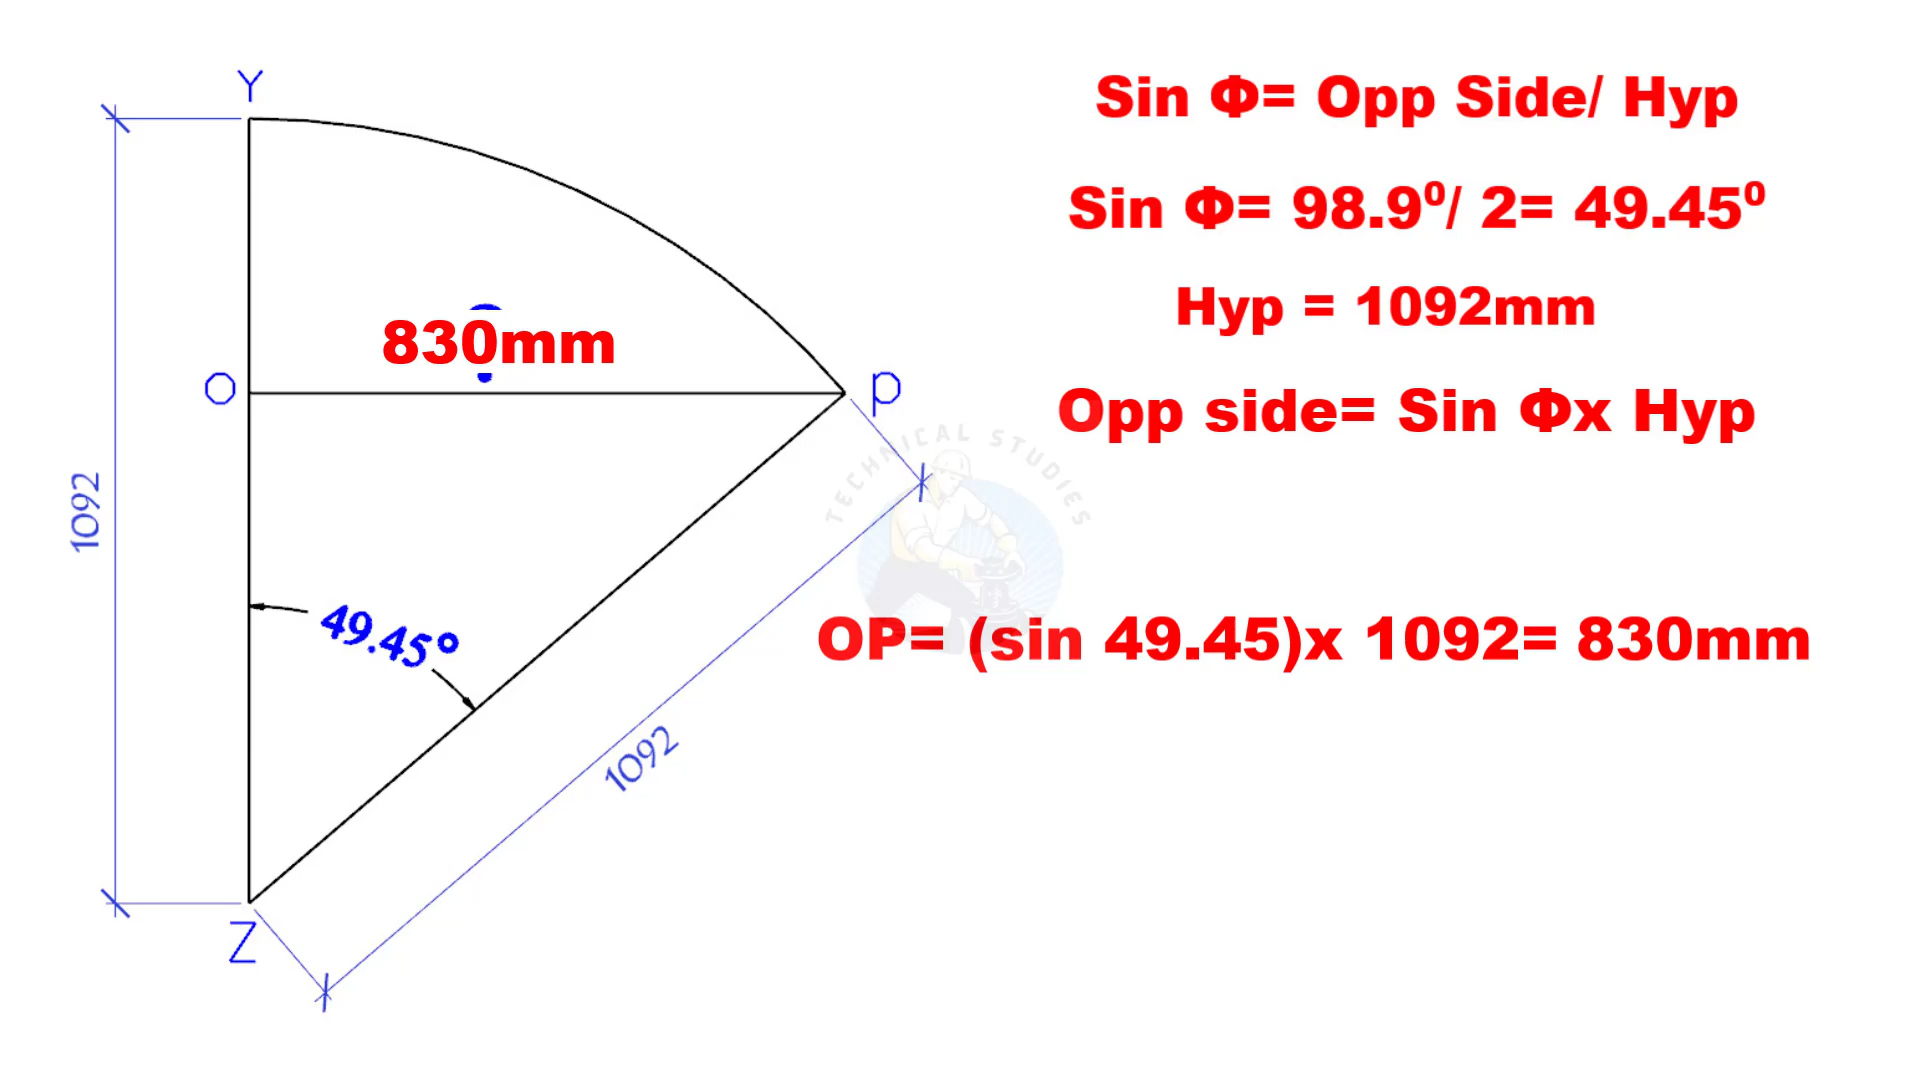 Y
Sin Φ= Opp Side/ Hyp
Sin Φ= 98.9⁰/ 2= 49.45⁰
Hyp = 1092mm
830mm
O
P
Opp side= Sin Φx Hyp
TECHNICAL STUDIES
1092
49.45°
OP= (sin 49.45)x 1092= 830mm
1092
Z